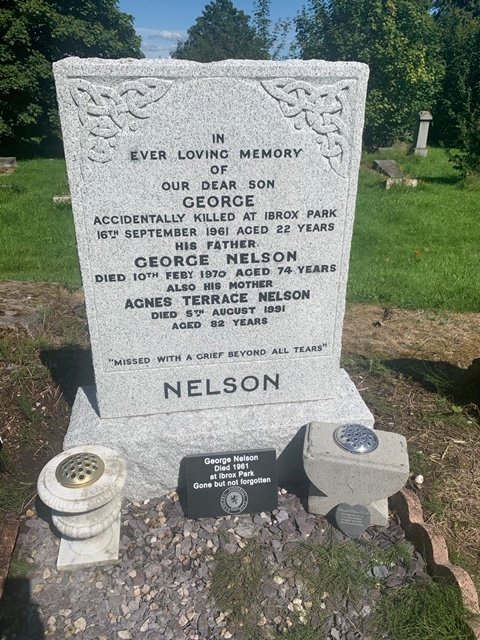 IN
EVER LOVING MEMORY
OF
OUR DEAR SON
GEORGE
ACCIDENTALLY KILLED AT IBROX PARK
16TH SEPTEMBER 1961 AGED 22 YEARS
HIS FATHER
GEORGE NELSON
DIED 10TH FEBY 1970 AGED 74 YEARS
ALSO HIS MOTHER
AGNES TERRACE NELSON
DIED 5TH AUGUST 1991
AGED 82 YEARS
"MISSED WITH A GRIEF BEYOND ALL TEARS"
NELSON
George Nelson
Died 1961
at Ibrox Park
Gone but not forgotten